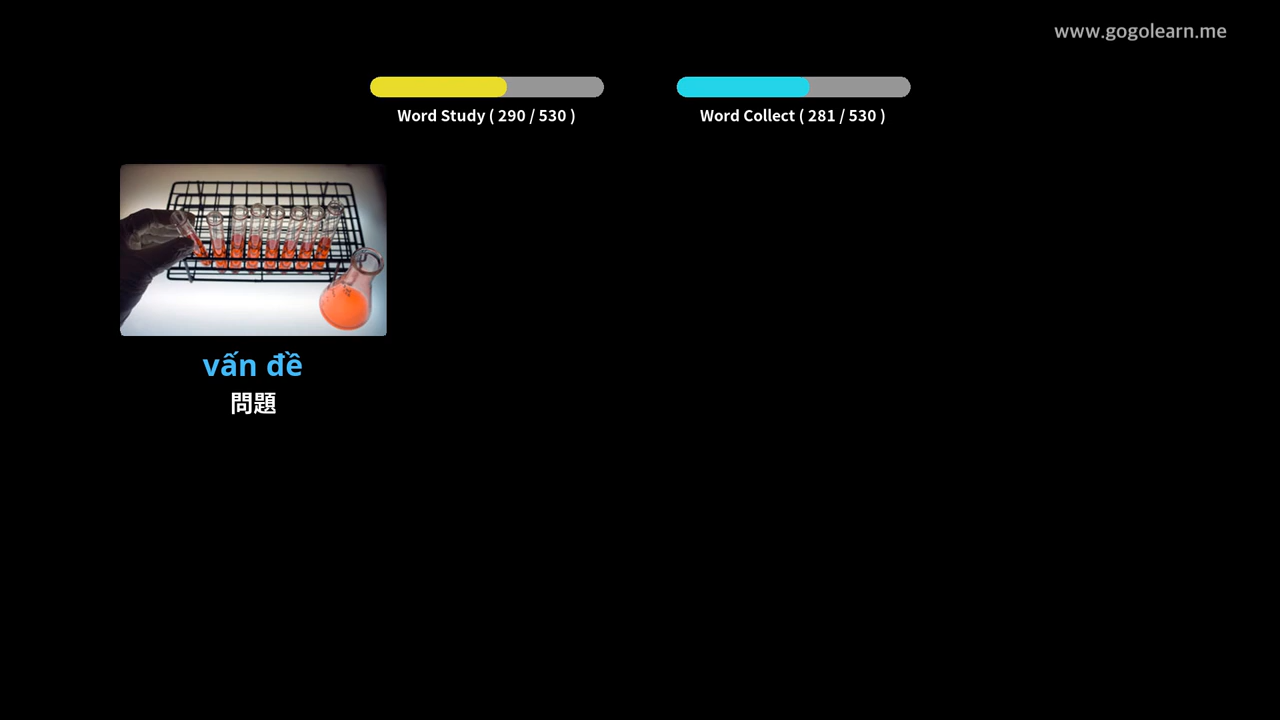 www.gogolearn.me
Word Study ( 290 / 530 )
Word Collect ( 281 / 530 )
vấn đề
問題